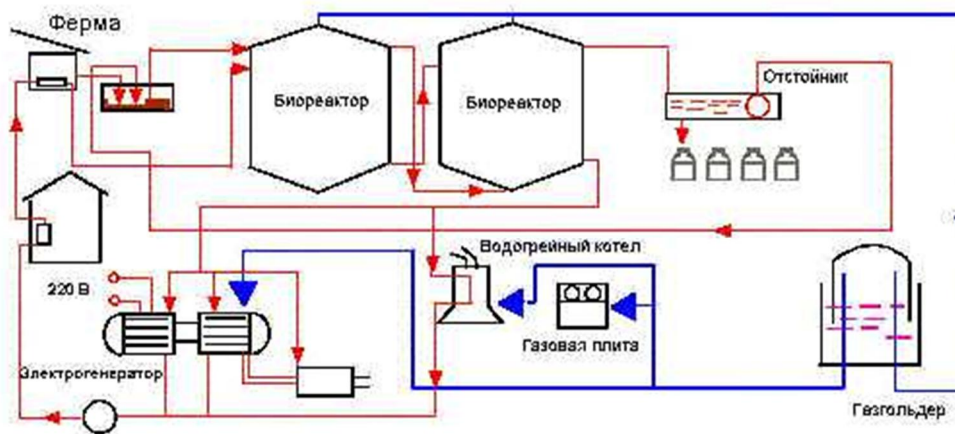 Ферма
Биореактор
Биореактор
Отстойник
Водогрейный котел
220 В
Газовая плита
Электрогенератор
Газгольдер